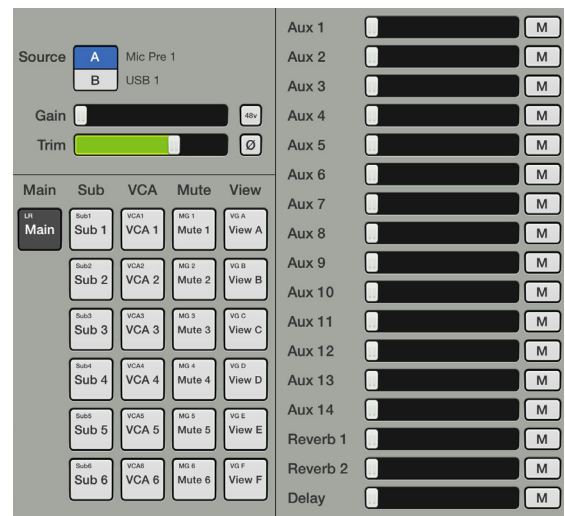 Source A Mic Pre 1
B USB 1
Gain 48v
Trim Ø
Main Sub VCA Mute View
LR Sub1 VCA1 MG 1 VG A
Main Sub 1 VCA 1 Mute 1 View A
Sub2 VCA2 MG 2 VG B
Sub 2 VCA 2 Mute 2 View B
Sub3 VCA3 MG 3 VG C
Sub 3 VCA 3 Mute 3 View C
Sub4 VCA4 MG 4 VG D
Sub 4 VCA 4 Mute 4 View D
Sub5 VCA5 MG 5 VG E
Sub 5 VCA 5 Mute 5 View E
Sub6 VCA6 MG 6 VG F
Sub 6 VCA 6 Mute 6 View F
Aux 1 M
Aux 2 M
Aux 3 M
Aux 4 M
Aux 5 M
Aux 6 M
Aux 7 M
Aux 8 M
Aux 9 M
Aux 10 M
Aux 11 M
Aux 12 M
Aux 13 M
Aux 14 M
Reverb 1 M
Reverb 2 M
Delay M